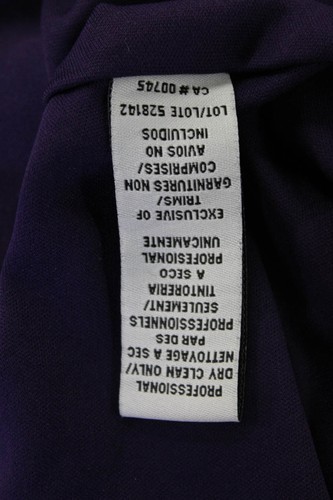 PROFESSIONAL
DRY CLEAN ONLY/
NETTOYAGE A SEC
PAR DES
PROFESSIONNELS
SEULEMENT/
TINTORERIA
A SECO
PROFESSIONAL
UNICAMENTE
EXCLUSIVE OF
TRIMS/
GARNITURES NON
COMPRISES/
AVIOS NO
INCLUIDOS
LOT/LOTE 528142
CA# 00745